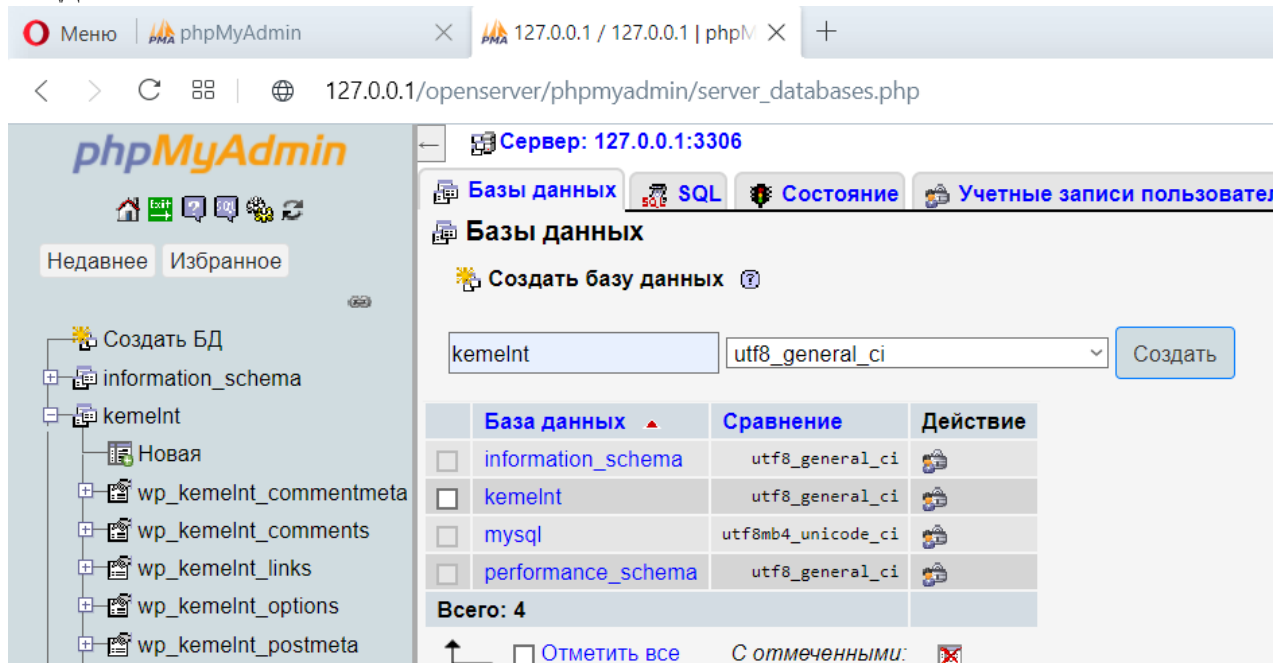 Меню phpMyAdmin 127.0.0.1 / 127.0.0.1 | phpM
127.0.0.1/openserver/phpmyadmin/server_databases.php
phpMyAdmin
Недавнее Избранное
Создать БД
information_schema
kemelnt
Новая
wp_kemelnt_commentmeta
wp_kemelnt_comments
wp_kemelnt_links
wp_kemelnt_options
wp_kemelnt_postmeta
Сервер: 127.0.0.1:3306
Базы данных SQL Состояние Учетные записи пользовател
Базы данных
Создать базу данных
kemelnt utf8_general_ci Создать
База данных Сравнение Действие
information_schema utf8_general_ci
kemelnt utf8_general_ci
mysql utf8mb4_unicode_ci
performance_schema utf8_general_ci
Всего: 4
Отметить все С отмеченными: